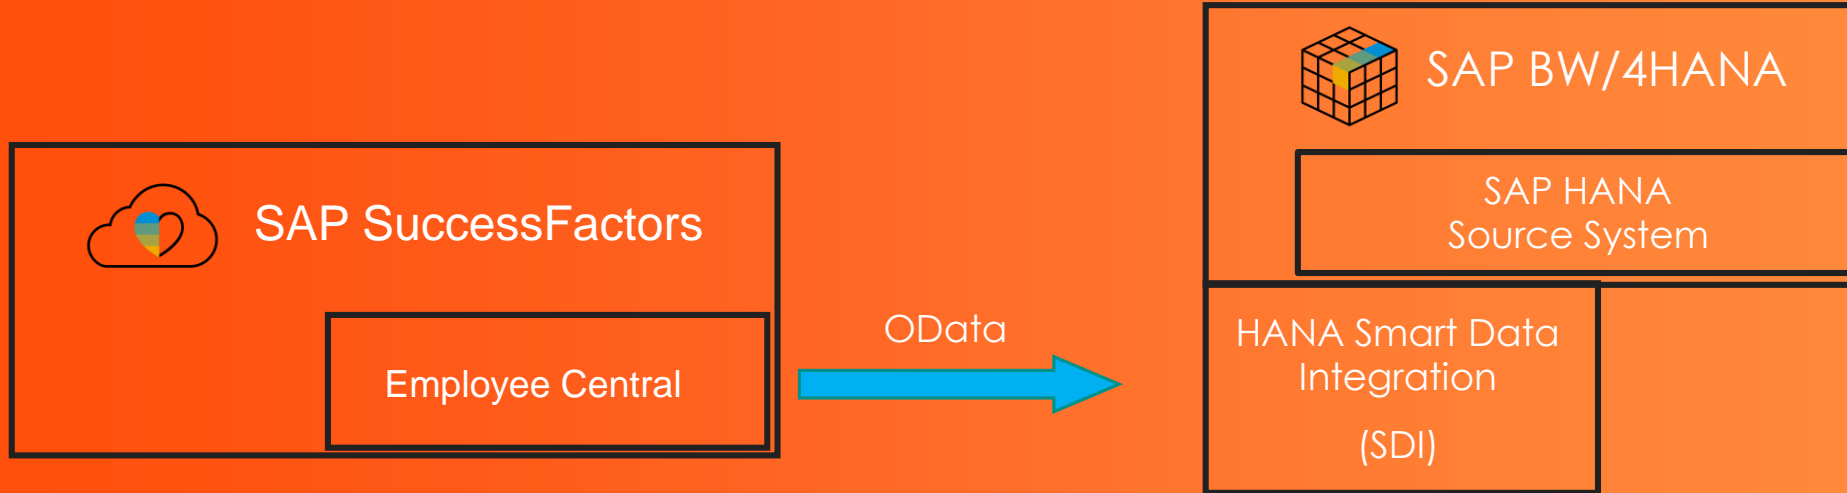 SAP BW/4HANA
SAP HANA
Source System
SAP SuccessFactors
Employee Central
OData
HANA Smart Data
Integration
(SDI)